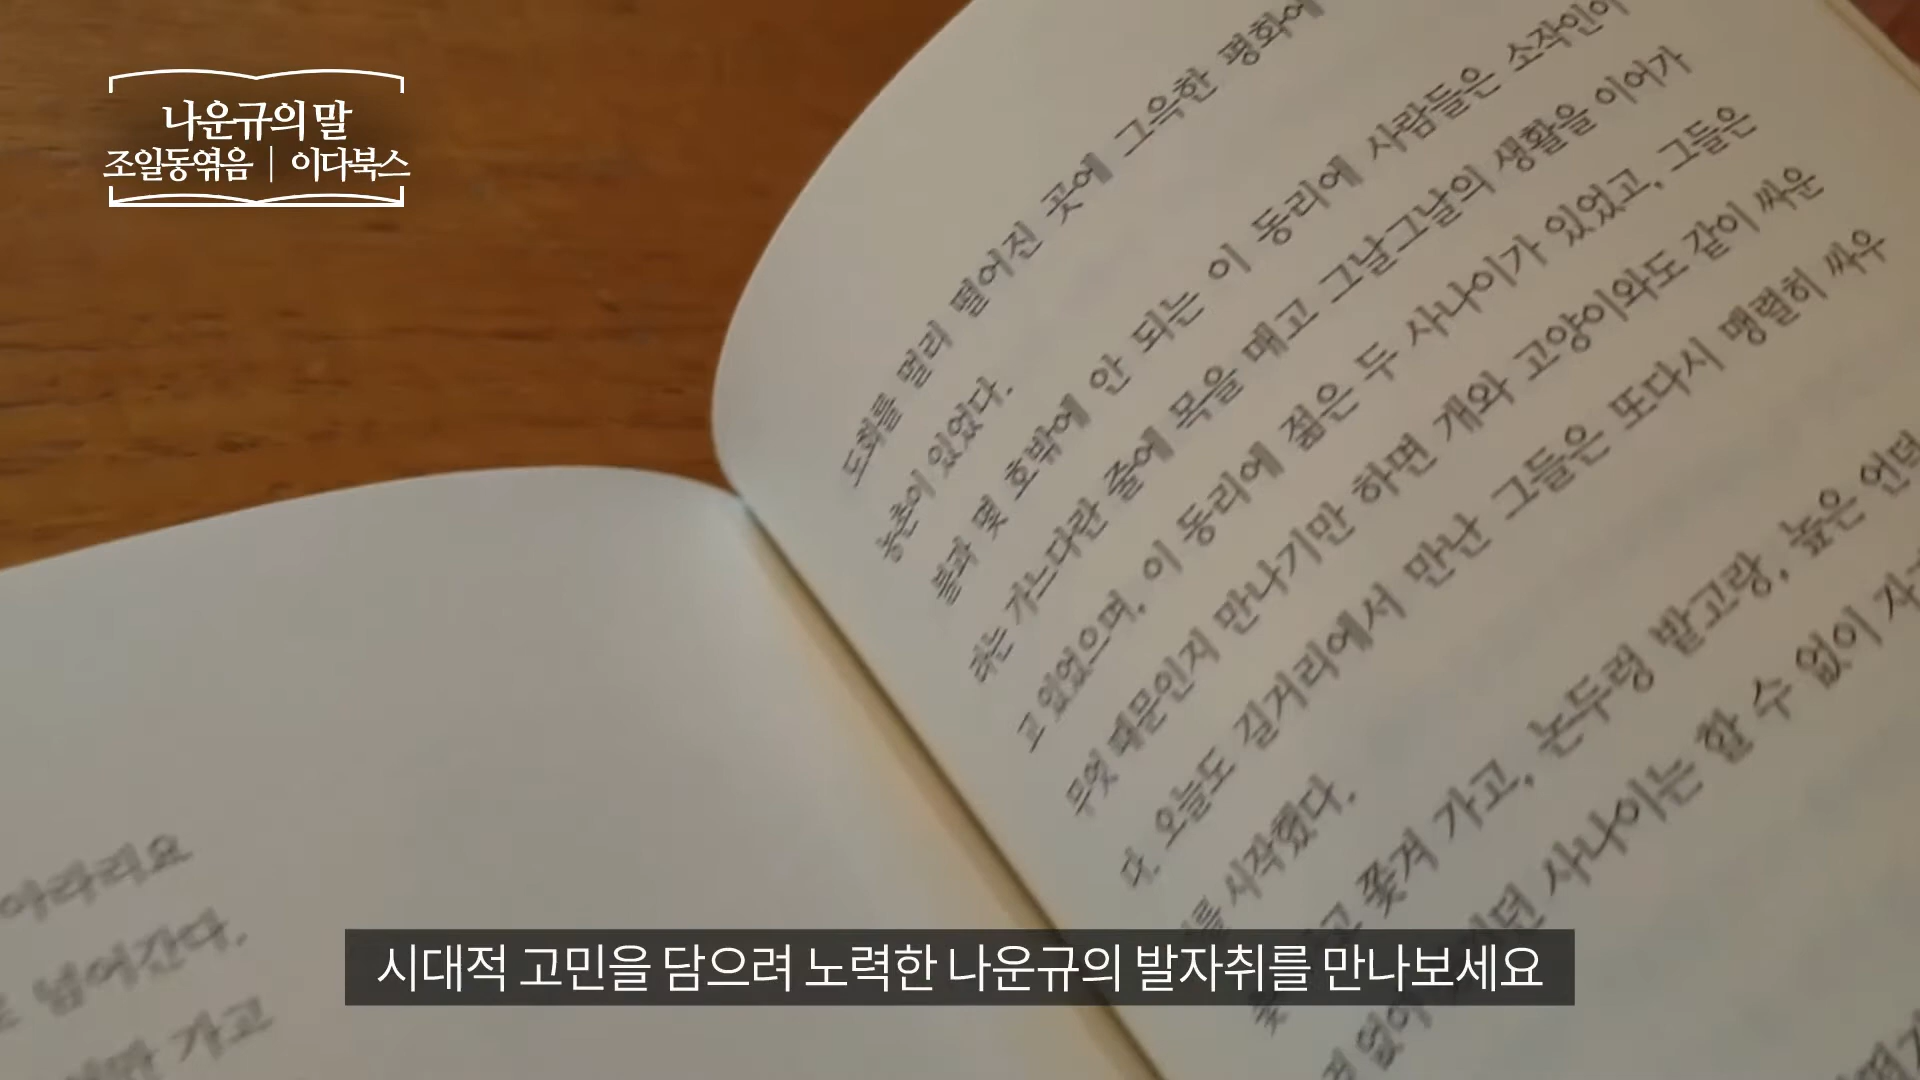 나운규의 말
조일동엮음 | 이다북스
아라리요
넘어간다.
가고
도회를 멀리 떨어진 곳에 그윽한 평화에
농촌이 있었다.
불과 몇 호밖에 안 되는 이 동리에 사람들은 소작인이
라는 가느다란 줄에 목을 매고 그날그날의 생활을 이어가
고 있었으며, 이 동리에 젊은 두 사나이가 있었고, 그들은
무엇 때문인지 만나기만 하면 개와 고양이와도 같이 싸운
다. 오늘도 길거리에서 만난 그들은 또다시 맹렬히 싸우
를 시작했다.
고 쫓겨 가고, 논두렁 밭고랑, 높은 언덕
사나이는 할 수 없이
없이
시대적 고민을 담으려 노력한 나운규의 발자취를 만나보세요